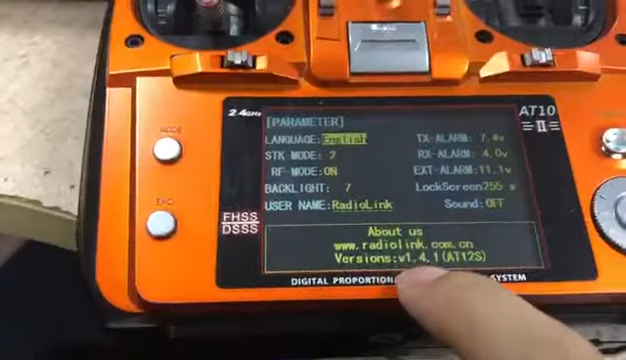 2.4GHz
AT10
II
MODE
END
FHSS
DSSS
[PARAMETER]
LANGUAGE:English
TX-ALARM: 7.4v
STK-MODE: 2
RX-ALARM: 4.0v
RF-MODE:ON
EXT-ALARM:11.1v
BACKLIGHT: 7
LockScreen255 s
USER NAME:RadioLink
Sound:OFF
About us
www.radiolink.com.cn
Versions:v1.4.1(AT12S)
DIGITAL PROPORTIONA SYSTEM